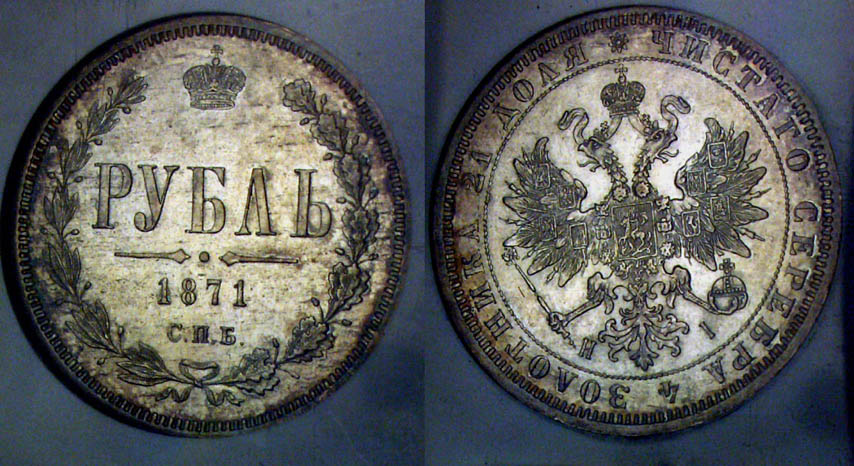 РУБЛЬ
1871
С.П.Б.
ЧИСТАГО СЕРЕБРА 4 ЗОЛОТНИКА 21 ДОЛЯ
Н I